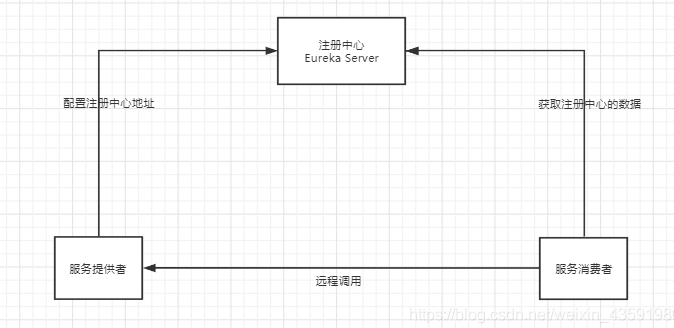 注册中心
Eureka Server
配置注册中心地址
获取注册中心的数据
服务提供者
服务消费者
远程调用
https://blog.csdn.net/weixin_4359198